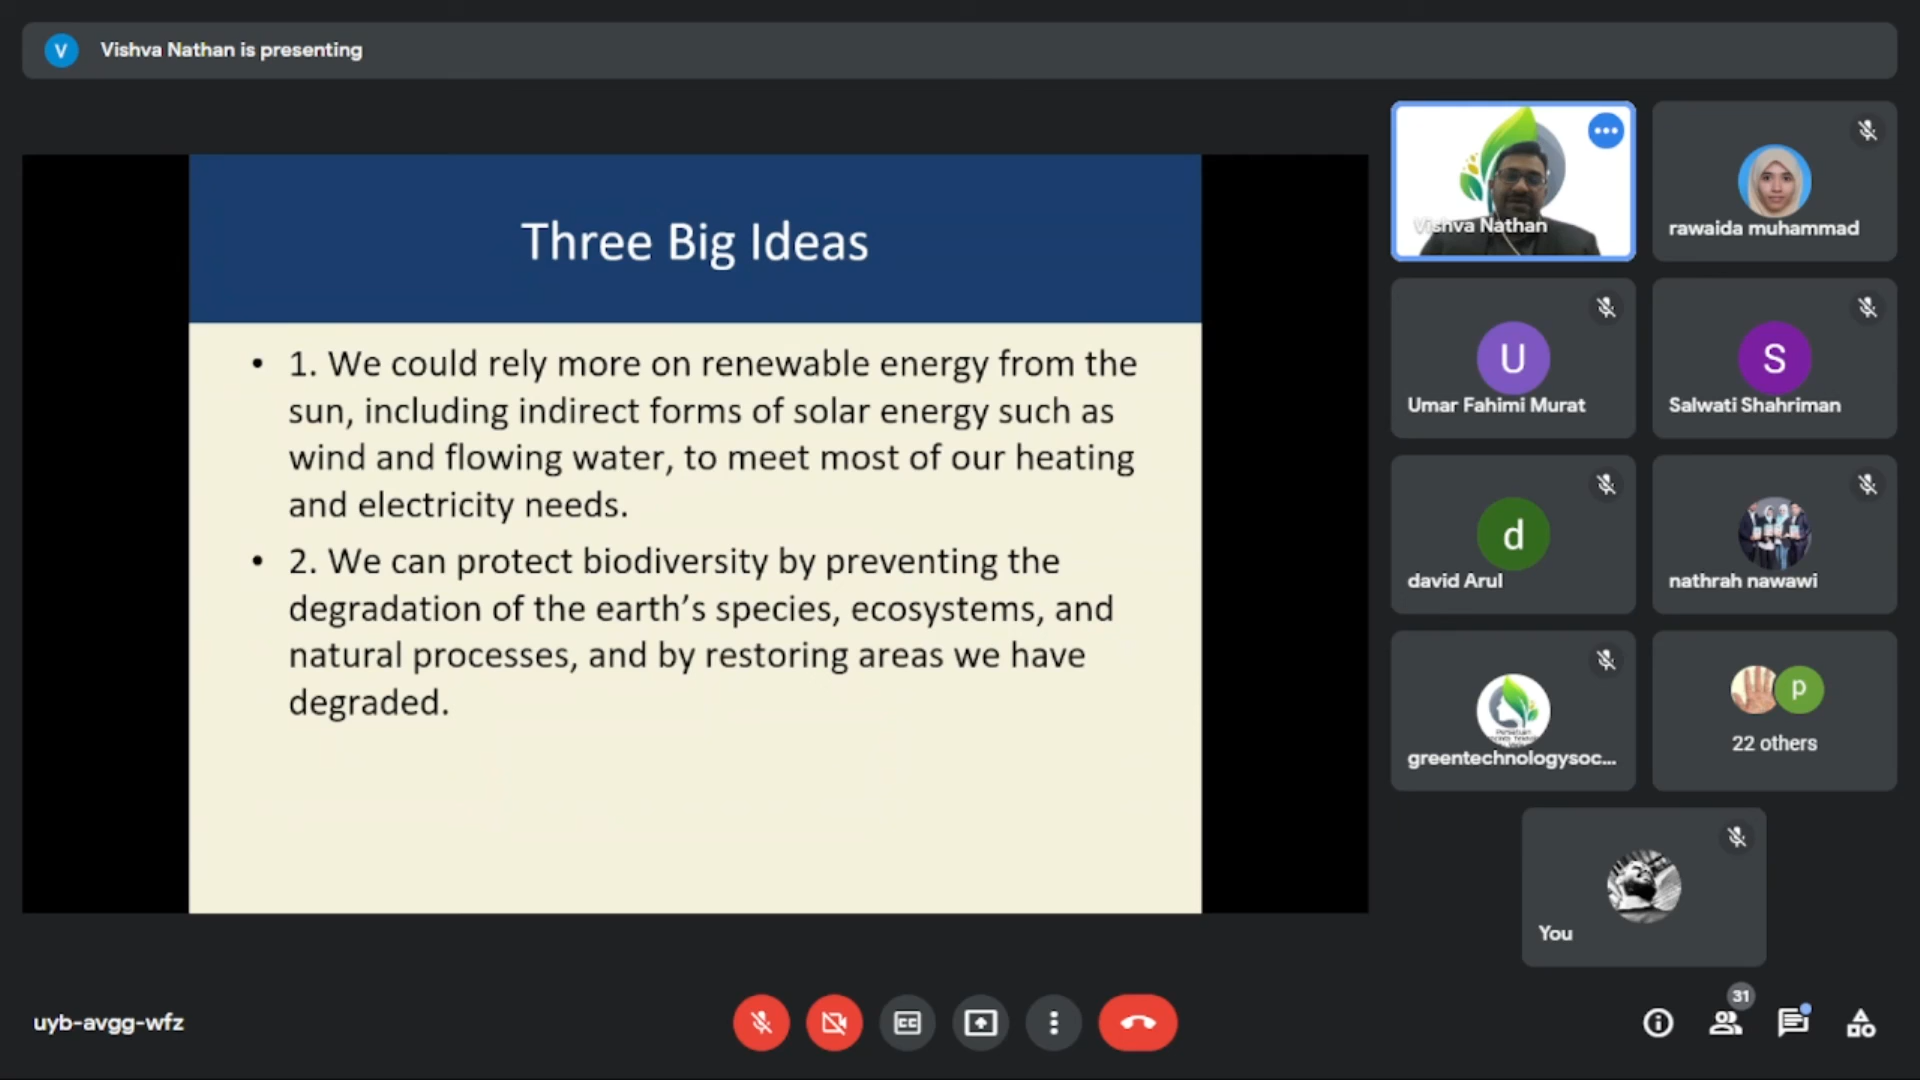 V
Vishva Nathan is presenting
Three Big Ideas
• 1. We could rely more on renewable energy from the
sun, including indirect forms of solar energy such as
wind and flowing water, to meet most of our heating
and electricity needs.
• 2. We can protect biodiversity by preventing the
degradation of the earth’s species, ecosystems, and
natural processes, and by restoring areas we have
degraded.
Vishva Nathan
rawaida muhammad
U
Umar Fahimi Murat
S
Salwati Shahriman
d
david Arul
nathrah nawawi
greentechnologysoc...
p
22 others
You
uyb-avgg-wfz
CC
31